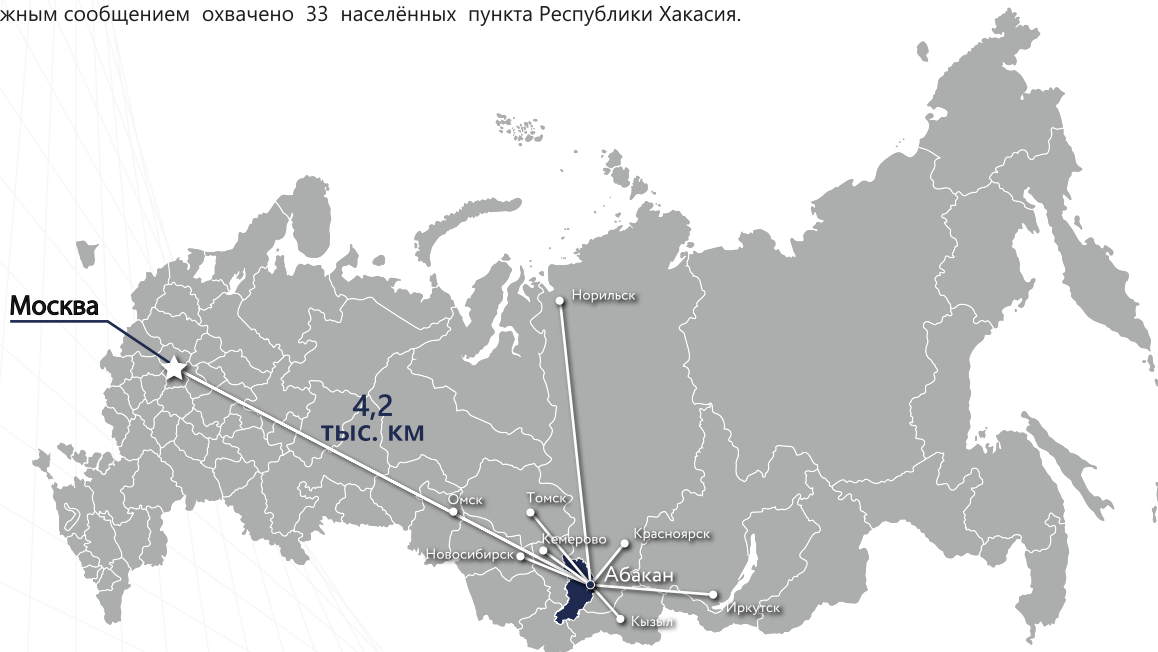 жным сообщением охвачено 33 населённых пункта Республики Хакасия.
Москва
Норильск
4,2
тыс. км
Омск
Томск
Красноярск
Кемерово
Новосибирск
Абакан
Иркутск
Кызыл